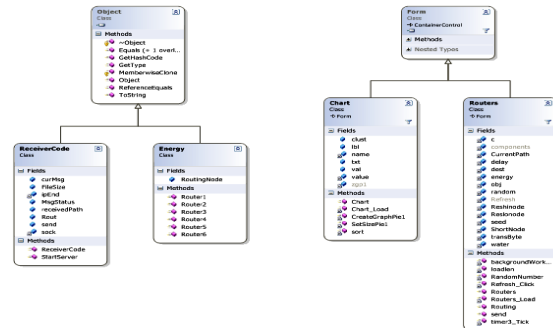 Object
Class
Methods
~Object
Equals (+ 1 overl...
GetHashCode
GetType
MemberwiseClone
Object
ReferenceEquals
ToString
ReceiverCode
Class
Fields
curMsg
FileSize
ipEnd
MsgStatus
receivedPath
Rout
send
sock
Methods
ReceiverCode
StartServer
Energy
Class
Fields
RoutingNode
Methods
Router1
Router2
Router3
Router4
Router5
Router6
Form
Class
ContainerControl
Methods
Nested Types
Chart
Class
Form
Fields
clust
lbl
name
txt
val
value
zgp1
Methods
Chart
Chart_Load
CreateGraphPie1
SetSizePie1
sort
Routers
Class
Form
Fields
c
components
CurrentPath
delay
dest
energy
obj
random
Refresh
Reshinode
Reslonode
seed
ShortNode
transByte
water
Methods
backgroundWork...
loadlen
RandomNumber
Refresh_Click
Routers
Routers_Load
Routing
send
timer3_Tick